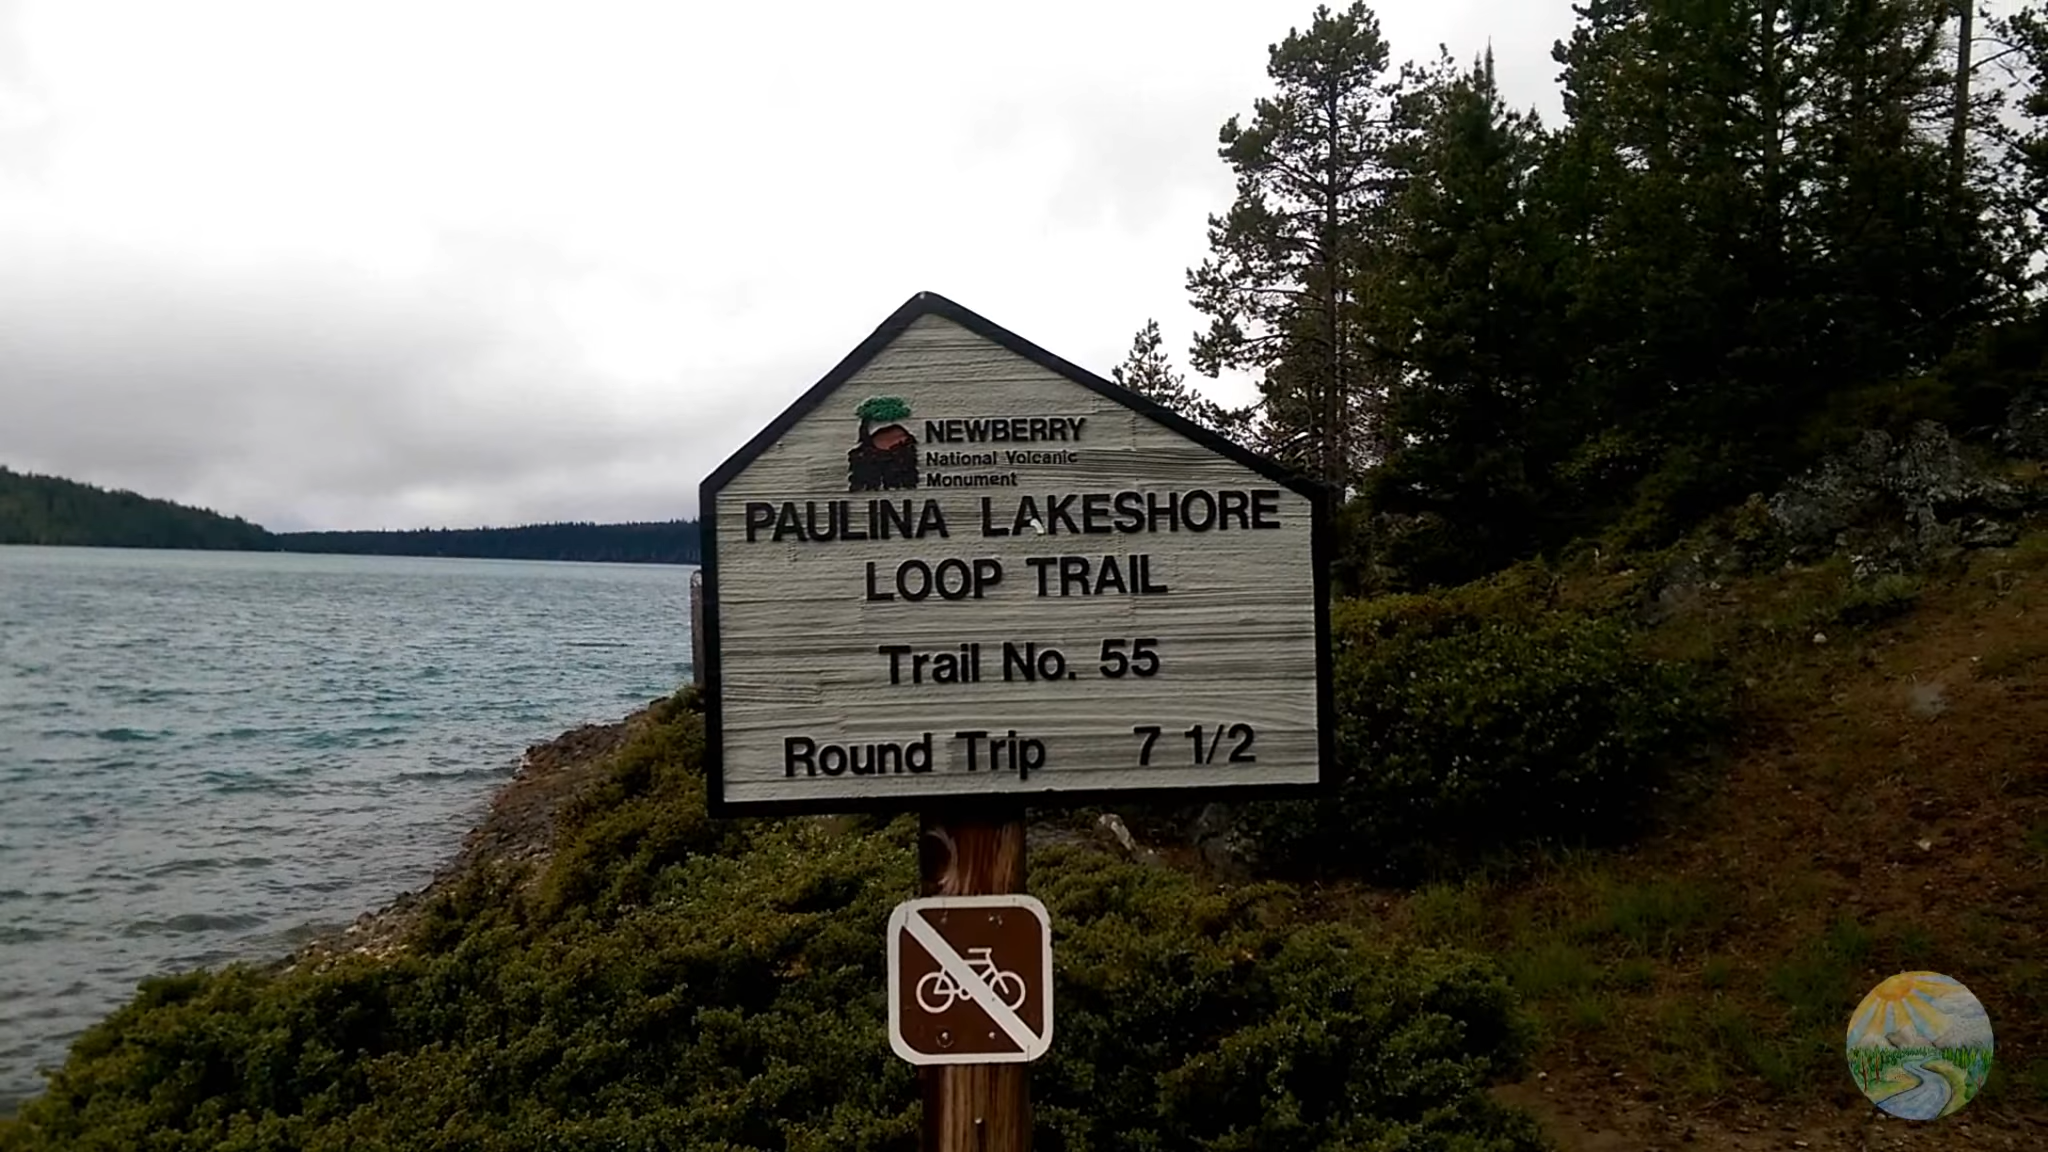 NEWBERRY
National Volcanic
Monument
PAULINA LAKESHORE
LOOP TRAIL
Trail No. 55
Round Trip 7 1/2